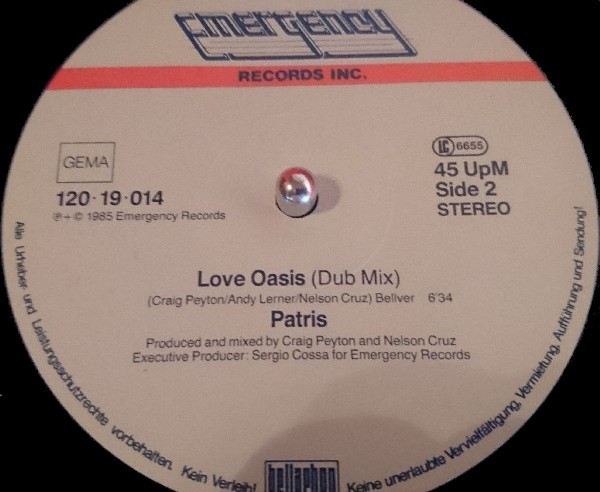 Emergency
RECORDS INC.
GEMA
LC 6655
120·19·014
℗+© 1985 Emergency Records
45 UpM
Side 2
STEREO
Love Oasis (Dub Mix)
(Craig Peyton/Andy Lerner/Nelson Cruz) Bellver 6'34
Patris
Produced and mixed by Craig Peyton and Nelson Cruz
Executive Producer: Sergio Cossa for Emergency Records
Alle Urheber- und Leistungsschutzrechte vorbehalten. Kein Verleih! Keine unerlaubte Vervielfältigung, Vermietung, Aufführung und Sendung!
bellaphon